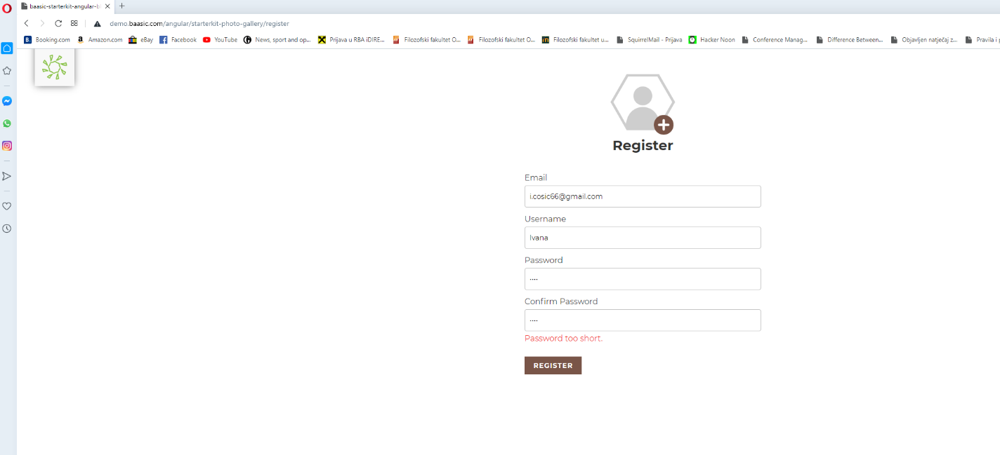 baasic-starterkit-angular-bl
demo.baasic.com/angular/starterkit-photo-gallery/register
B. Booking.com a Amazon.com eBay Facebook YouTube News, sport and op... Prijava u RBA iDIRE... Filozofski fakultet O... Filozofski fakultet O... Filozofski fakultet u... SquirrelMail - Prijava Hacker Noon Conference Manag... Difference Between... Objavljen natječaj z... Pravila i
Register
Email
i.cosic66@gmail.com
Username
Ivana
Password
....
Confirm Password
....
Password too short.
REGISTER